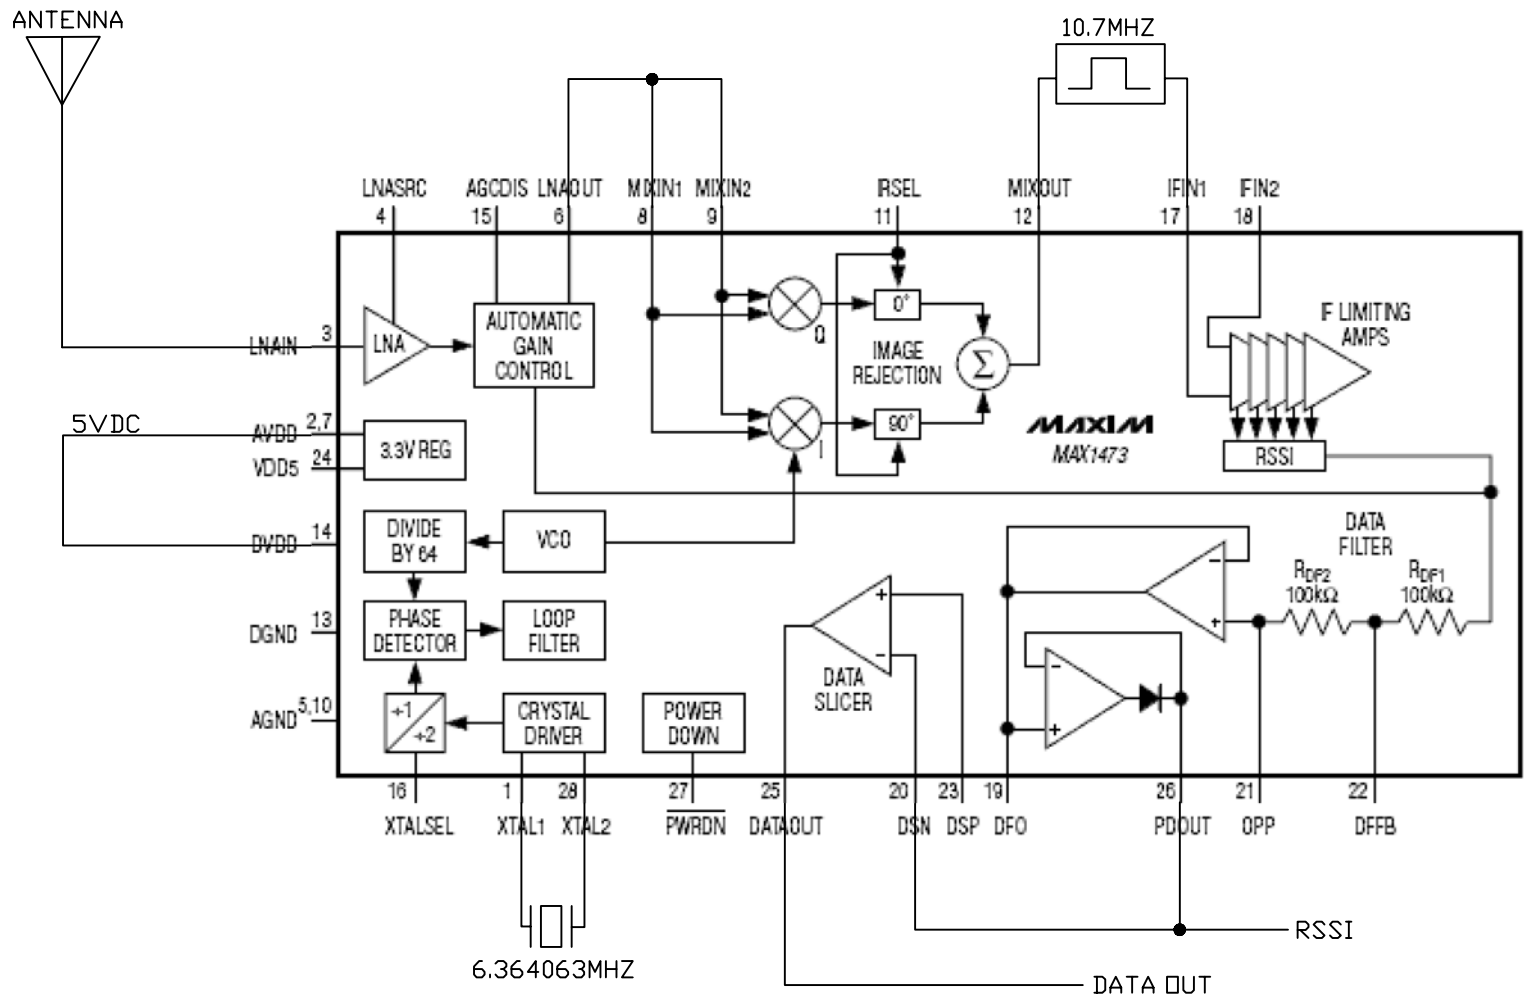 ANTENNA
10.7MHZ
LNASRC AGCDIS LNAOUT MIXIN1 MIXIN2 IRSEL MIXOUT IFIN1 IFIN2
4 15 6 8 9 11 12 17 18
LNAIN 3
LNA
AUTOMATIC
GAIN
CONTROL
Q
0°
IMAGE
REJECTION
Σ
IF LIMITING
AMPS
5VDC
AVDD 2,7
VDD5 24
3.3V REG
I
90°
MAXIM
MAX1473
RSSI
DVDD 14
DIVIDE
BY 64
VCO
DATA
FILTER
RDF2
100kΩ
RDF1
100kΩ
DGND 13
PHASE
DETECTOR
LOOP
FILTER
+
−
DATA
SLICER
−
+
−
+
AGND 5,10
÷1
÷2
CRYSTAL
DRIVER
POWER
DOWN
16 1 28 27 25 20 23 19 26 21 22
XTALSEL XTAL1 XTAL2 PWRDN DATAOUT DSN DSP DFO PDOUT OPP DFFB
6.364063MHZ
RSSI
DATA OUT